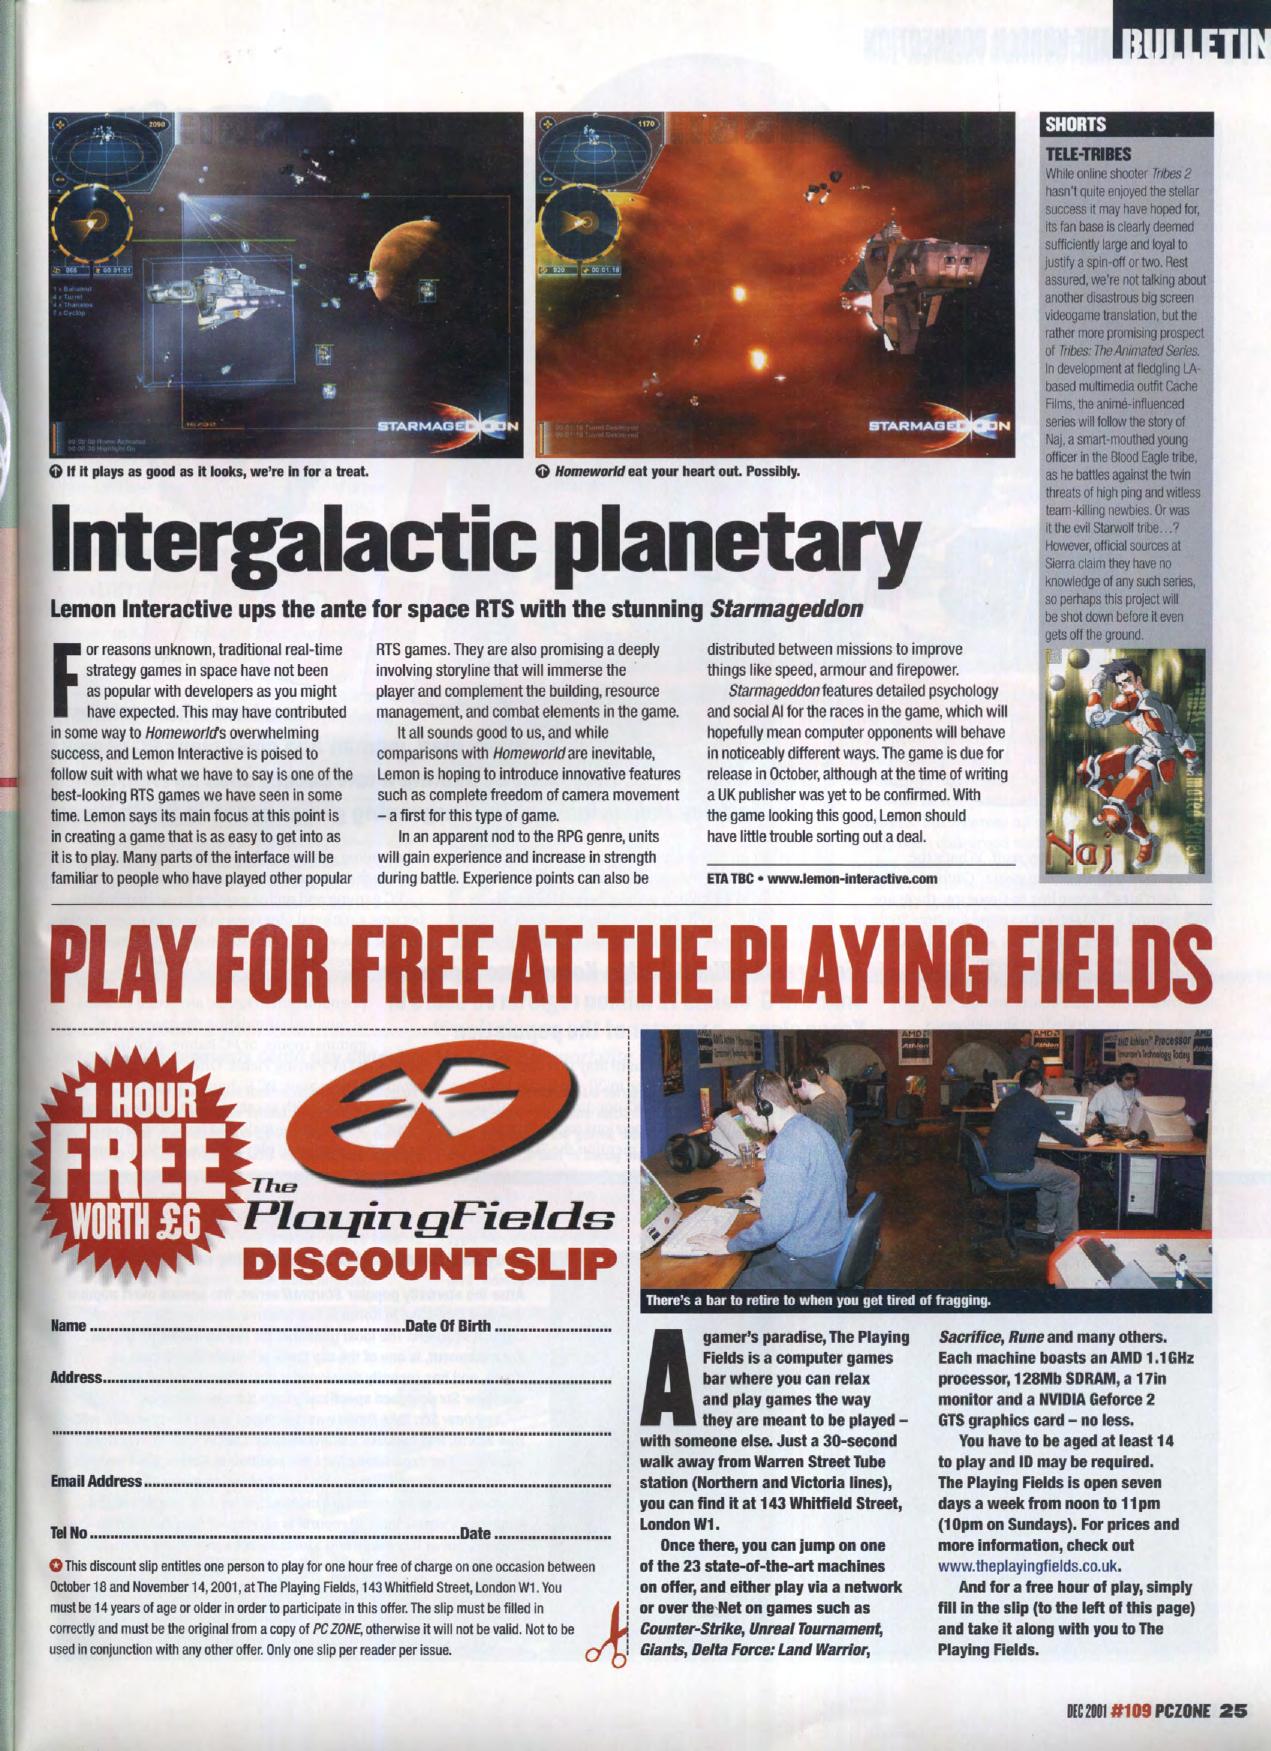 BULLETIN
2090
066
00:01:01
1 x Bahamut
4 x Turret
4 x Thanatos
7 x Cyclop
STARMAGEDDON
1170
920
00:01:18
STARMAGEDDON
If it plays as good as it looks, we're in for a treat.
Homeworld eat your heart out. Possibly.
Intergalactic planetary
Lemon Interactive ups the ante for space RTS with the stunning Starmageddon
For reasons unknown, traditional real-time
strategy games in space have not been
as popular with developers as you might
have expected. This may have contributed
in some way to Homeworld's overwhelming
success, and Lemon Interactive is poised to
follow suit with what we have to say is one of the
best-looking RTS games we have seen in some
time. Lemon says its main focus at this point is
in creating a game that is as easy to get into as
it is to play. Many parts of the interface will be
familiar to people who have played other popular
RTS games. They are also promising a deeply
involving storyline that will immerse the
player and complement the building, resource
management, and combat elements in the game.
It all sounds good to us, and while
comparisons with Homeworld are inevitable,
Lemon is hoping to introduce innovative features
such as complete freedom of camera movement
– a first for this type of game.
In an apparent nod to the RPG genre, units
will gain experience and increase in strength
during battle. Experience points can also be
distributed between missions to improve
things like speed, armour and firepower.
Starmageddon features detailed psychology
and social AI for the races in the game, which will
hopefully mean computer opponents will behave
in noticeably different ways. The game is due for
release in October, although at the time of writing
a UK publisher was yet to be confirmed. With
the game looking this good, Lemon should
have little trouble sorting out a deal.
ETA TBC • www.lemon-interactive.com
SHORTS
TELE-TRIBES
While online shooter Tribes 2
hasn't quite enjoyed the stellar
success it may have hoped for,
its fan base is clearly deemed
sufficiently large and loyal to
justify a spin-off or two. Rest
assured, we're not talking about
another disastrous big screen
videogame translation, but the
rather more promising prospect
of Tribes: The Animated Series.
In development at fledgling LA-
based multimedia outfit Cache
Films, the animé-influenced
series will follow the story of
Naj, a smart-mouthed young
officer in the Blood Eagle tribe,
as he battles against the twin
threats of high ping and witless
team-killing newbies. Or was
it the evil Starwolf tribe…?
However, official sources at
Sierra claim they have no
knowledge of any such series,
so perhaps this project will
be shot down before it even
gets off the ground.
Naj
PLAY FOR FREE AT THE PLAYING FIELDS
1 HOUR
FREE
WORTH £6
The
PlayingFields
DISCOUNT SLIP
Name ........ Date Of Birth ........
Address ........
Email Address ........
Tel No ........ Date ........
This discount slip entitles one person to play for one hour free of charge on one occasion between
October 18 and November 14, 2001, at The Playing Fields, 143 Whitfield Street, London W1. You
must be 14 years of age or older in order to participate in this offer. The slip must be filled in
correctly and must be the original from a copy of PC ZONE, otherwise it will not be valid. Not to be
used in conjunction with any other offer. Only one slip per reader per issue.
AMD Athlon™ Processor
Tomorrow's Technology Today
There's a bar to retire to when you get tired of fragging.
A gamer's paradise, The Playing
Fields is a computer games
bar where you can relax
and play games the way
they are meant to be played –
with someone else. Just a 30-second
walk away from Warren Street Tube
station (Northern and Victoria lines),
you can find it at 143 Whitfield Street,
London W1.
Once there, you can jump on one
of the 23 state-of-the-art machines
on offer, and either play via a network
or over the Net on games such as
Counter-Strike, Unreal Tournament,
Giants, Delta Force: Land Warrior,
Sacrifice, Rune and many others.
Each machine boasts an AMD 1.1GHz
processor, 128Mb SDRAM, a 17in
monitor and a NVIDIA Geforce 2
GTS graphics card – no less.
You have to be aged at least 14
to play and ID may be required.
The Playing Fields is open seven
days a week from noon to 11pm
(10pm on Sundays). For prices and
more information, check out
www.theplayingfields.co.uk.
And for a free hour of play, simply
fill in the slip (to the left of this page)
and take it along with you to The
Playing Fields.
DEC 2001 #109 PCZONE 25